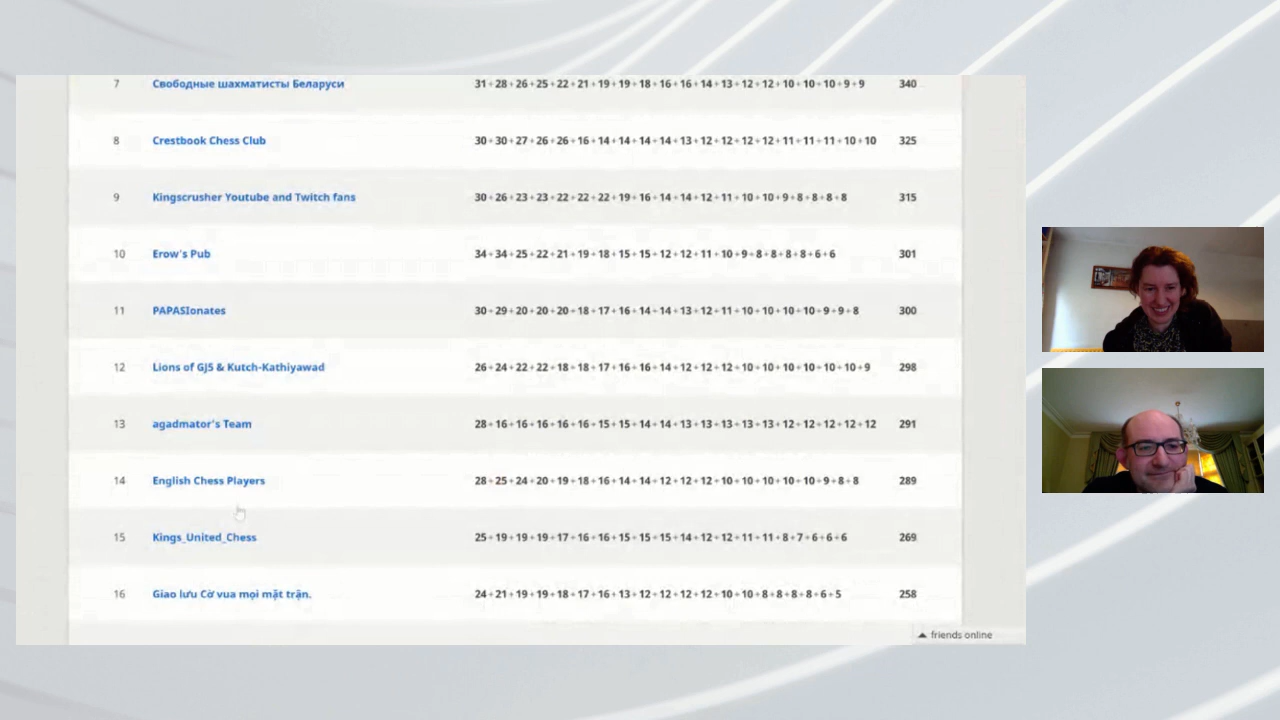 7 Свободные шахматисты Беларуси 31+28+26+25+22+21+19+19+18+16+16+14+13+12+12+10+10+10+9+9 340
8 Crestbook Chess Club 30+30+27+26+26+16+14+14+14+14+13+12+12+12+12+11+11+11+10+10 325
9 Kingscrusher Youtube and Twitch fans 30+26+23+23+22+22+22+19+16+14+14+12+11+10+10+9+8+8+8+8 315
10 Erow's Pub 34+34+25+22+21+19+18+15+15+12+12+11+10+9+8+8+8+8+6+6 301
11 PAPASIonates 30+29+20+20+20+18+17+16+14+14+13+12+11+10+10+10+10+9+9+8 300
12 Lions of GJ5 & Kutch-Kathiyawad 26+24+22+22+18+18+17+16+16+14+12+12+12+10+10+10+10+10+10+9 298
13 agadmator's Team 28+16+16+16+16+16+15+15+14+14+13+13+13+13+13+12+12+12+12+12 291
14 English Chess Players 28+25+24+20+19+18+16+14+14+12+12+12+10+10+10+10+10+9+8+8 289
15 Kings_United_Chess 25+19+19+19+17+16+16+15+15+15+14+12+12+11+11+8+7+6+6+6 269
16 Giao lưu Cờ vua mọi mặt trận. 24+21+19+19+18+17+16+13+12+12+12+12+10+10+8+8+8+8+6+5 258
friends online